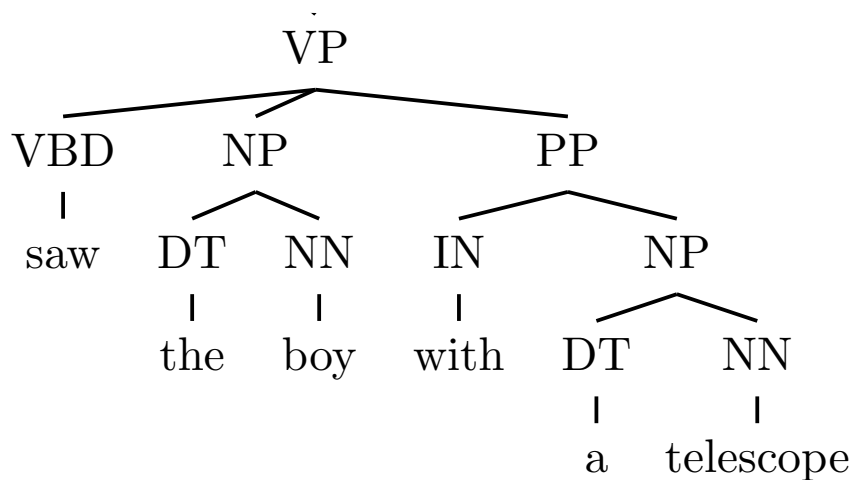 VP
VBD NP PP
saw DT NN IN NP
the boy with DT NN
a telescope